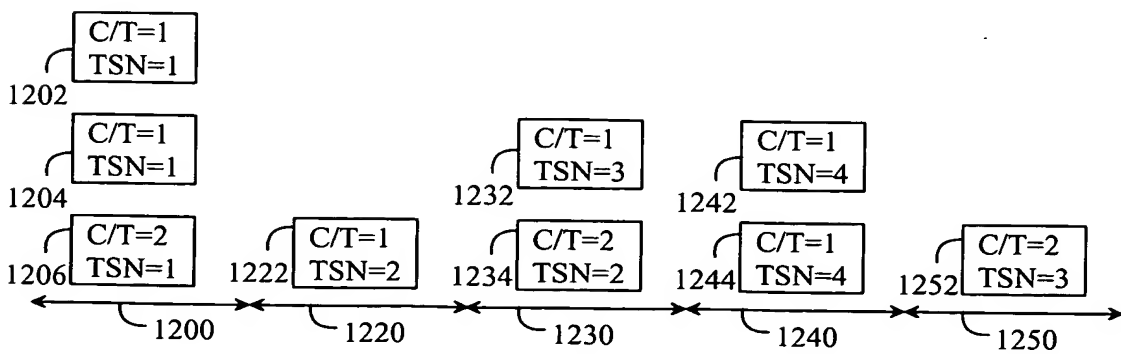 C/T=1
TSN=1
1202
C/T=1
TSN=1
1204
C/T=2
TSN=1
1206
C/T=1
TSN=2
1222
C/T=1
TSN=3
1232
C/T=2
TSN=2
1234
C/T=1
TSN=4
1242
C/T=1
TSN=4
1244
C/T=2
TSN=3
1252
1200
1220
1230
1240
1250